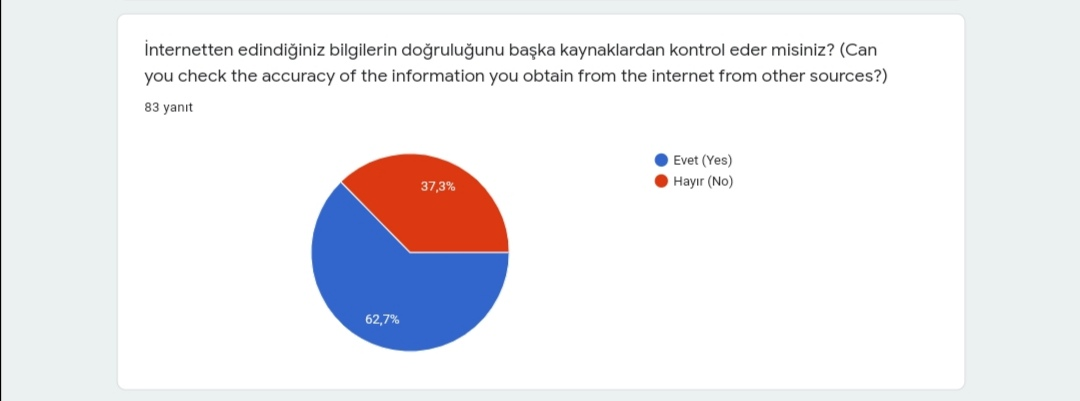 İnternetten edindiğiniz bilgilerin doğruluğunu başka kaynaklardan kontrol eder misiniz? (Can
you check the accuracy of the information you obtain from the internet from other sources?)
83 yanıt
Evet (Yes)
Hayır (No)
37,3%
62,7%